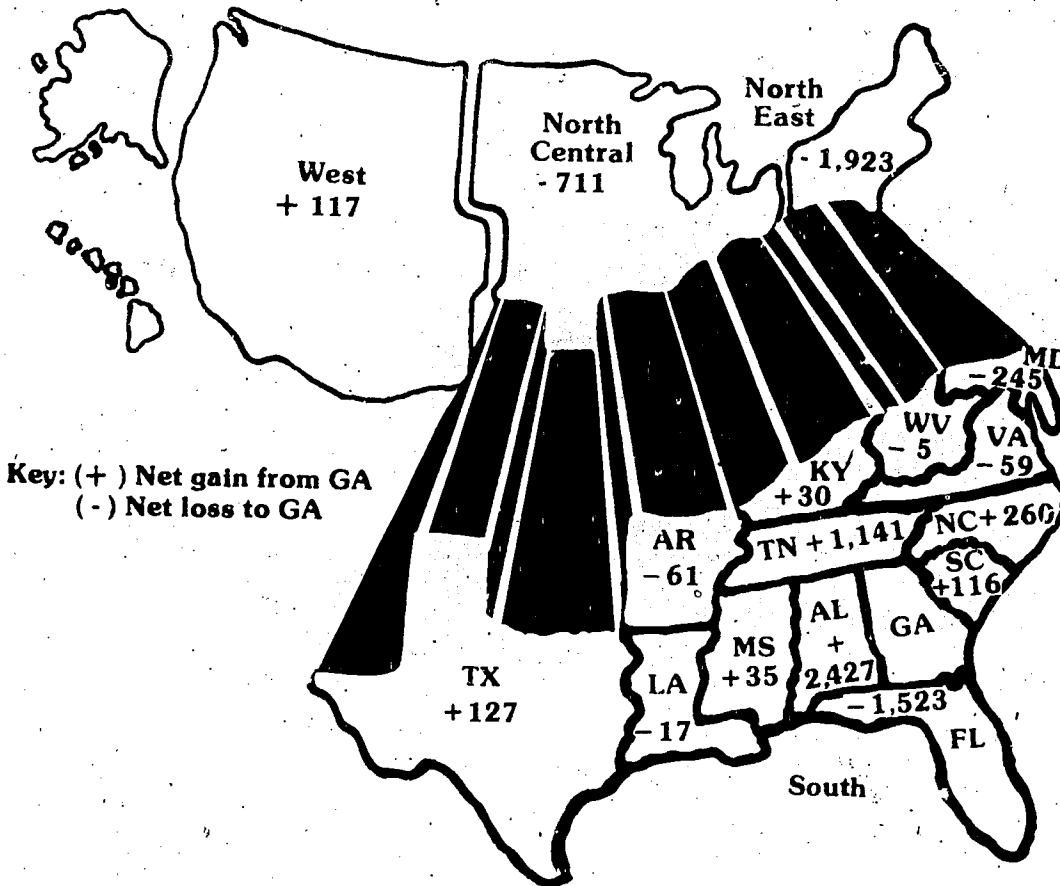 North
East
- 1,923
North
Central
- 711
West
+ 117
MD
- 245
WV
- 5
VA
- 59
Key: (+) Net gain from GA
(-) Net loss to GA
KY
+30
NC+ 260
TN + 1,141
AR
- 61
SC
+116
AL
+
2,427
GA
MS
+35
TX
+127
LA
- 17
- 1,523
FL
South